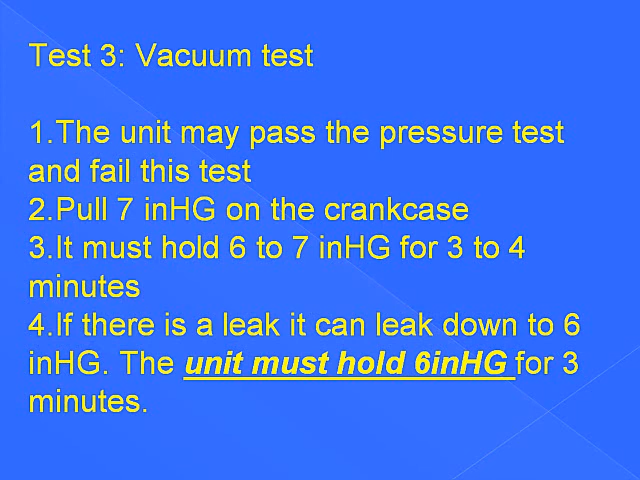 Test 3: Vacuum test
1.The unit may pass the pressure test
and fail this test
2.Pull 7 inHG on the crankcase
3.It must hold 6 to 7 inHG for 3 to 4
minutes
4.If there is a leak it can leak down to 6
inHG. The unit must hold 6inHG for 3
minutes.